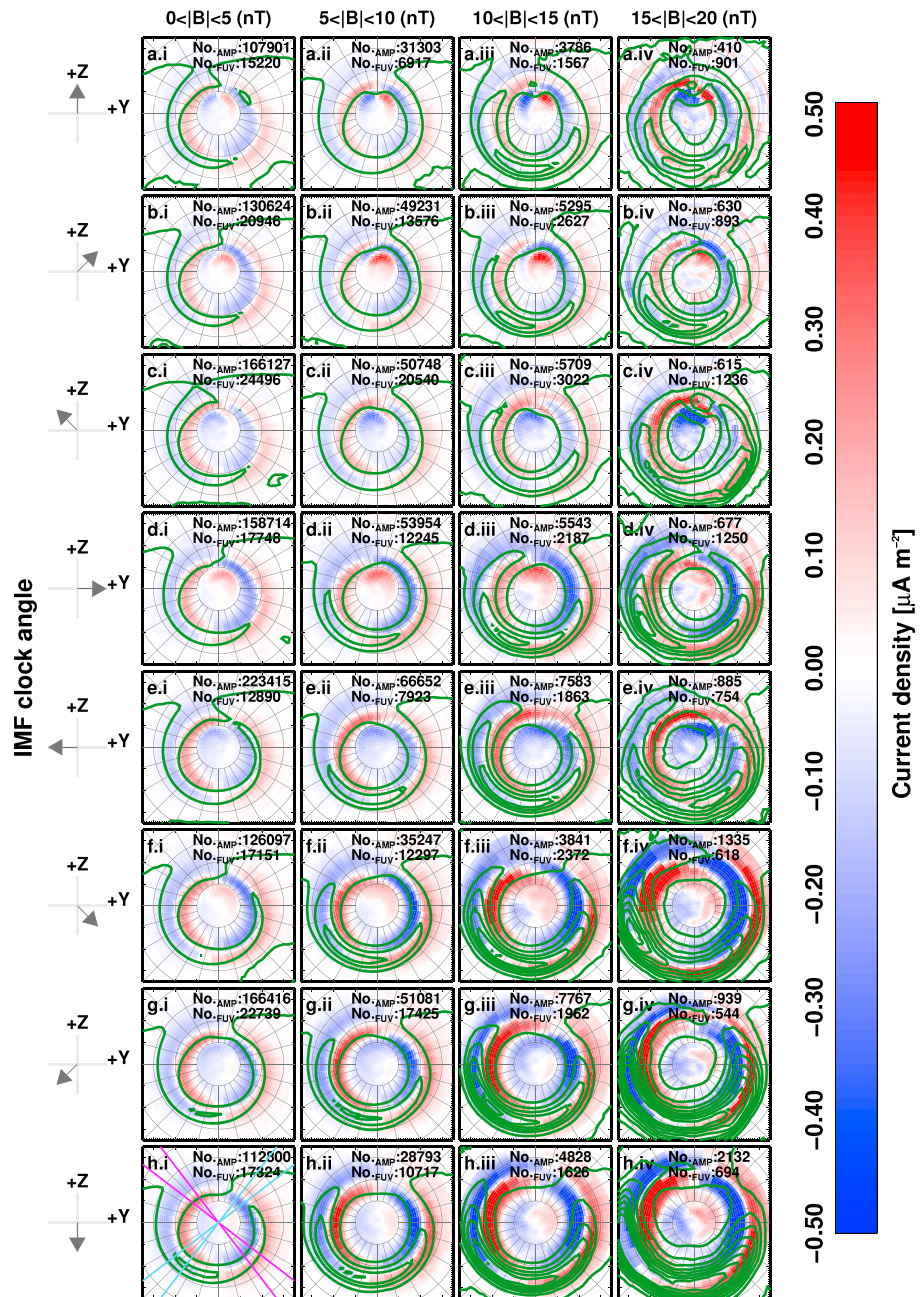 0<|B|<5 (nT) 5<|B|<10 (nT) 10<|B|<15 (nT) 15<|B|<20 (nT)
+Z
+Y
a.i No.AMP:107901
No.FUV:15220
a.ii No.AMP:31303
No.FUV:6917
a.iii No.AMP:3786
No.FUV:1567
a.iv No.AMP:410
No.FUV:901
+Z
+Y
b.i No.AMP:130624
No.FUV:20946
b.ii No.AMP:49231
No.FUV:13576
b.iii No.AMP:5295
No.FUV:2627
b.iv No.AMP:630
No.FUV:893
+Z
+Y
c.i No.AMP:166127
No.FUV:24496
c.ii No.AMP:50748
No.FUV:20540
c.iii No.AMP:5709
No.FUV:3022
c.iv No.AMP:615
No.FUV:1236
+Z
+Y
d.i No.AMP:158714
No.FUV:17748
d.ii No.AMP:53954
No.FUV:12245
d.iii No.AMP:5543
No.FUV:2187
d.iv No.AMP:677
No.FUV:1250
+Z
+Y
e.i No.AMP:223415
No.FUV:12890
e.ii No.AMP:66652
No.FUV:7923
e.iii No.AMP:7583
No.FUV:1863
e.iv No.AMP:885
No.FUV:754
+Z
+Y
f.i No.AMP:126097
No.FUV:17151
f.ii No.AMP:35247
No.FUV:12297
f.iii No.AMP:3841
No.FUV:2372
f.iv No.AMP:1335
No.FUV:618
+Z
+Y
g.i No.AMP:166416
No.FUV:22739
g.ii No.AMP:51081
No.FUV:17425
g.iii No.AMP:7767
No.FUV:1962
g.iv No.AMP:939
No.FUV:544
+Z
+Y
h.i No.AMP:112300
No.FUV:17324
h.ii No.AMP:28793
No.FUV:10717
h.iii No.AMP:4828
No.FUV:1626
h.iv No.AMP:2132
No.FUV:694
IMF clock angle
0.50
0.40
0.30
0.20
0.10
0.00
−0.10
−0.20
−0.30
−0.40
−0.50
Current density [μA m⁻²]